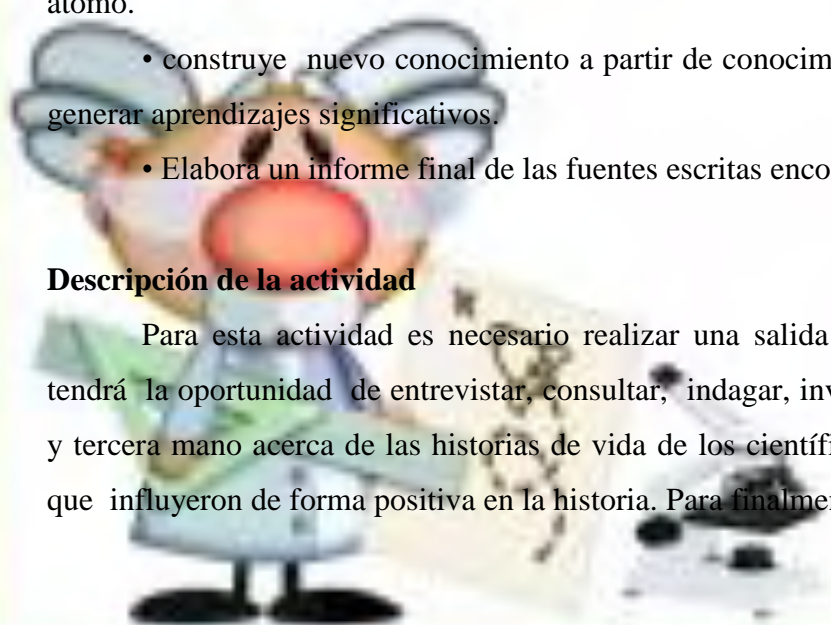 átomo.
• construye nuevo conocimiento a partir de conocim
generar aprendizajes significativos.
• Elabora un informe final de las fuentes escritas enco
Descripción de la actividad
Para esta actividad es necesario realizar una salida
tendrá la oportunidad de entrevistar, consultar, indagar, inv
y tercera mano acerca de las historias de vida de los científi
que influyeron de forma positiva en la historia. Para finalmen